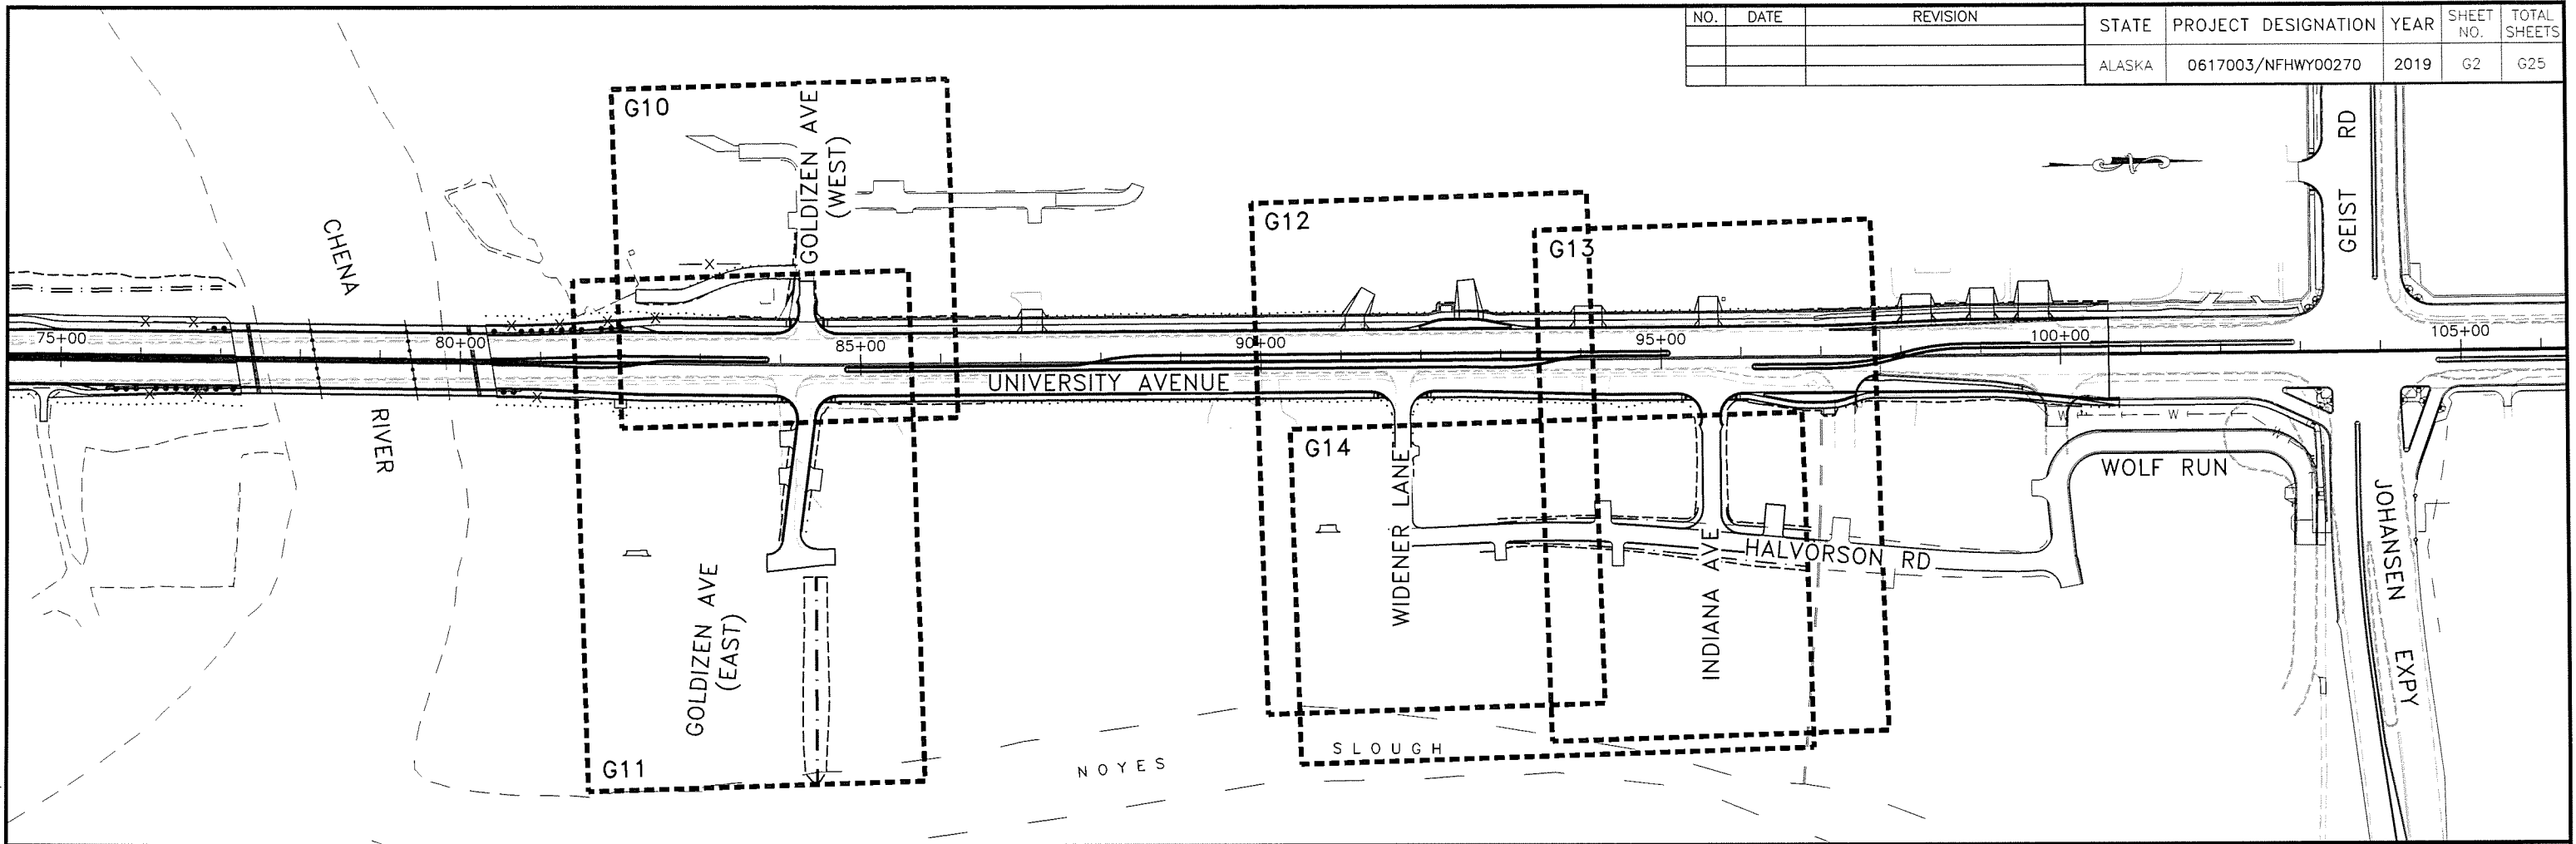 NO. DATE REVISION
STATE PROJECT DESIGNATION YEAR SHEET NO. TOTAL SHEETS
ALASKA 0617003/NFHWY00270 2019 G2 G25
G10
GOLDIZEN AVE
(WEST)
GEIST RD
G12
G13
CHENA
RIVER
X
X X X X X
75+00 80+00 85+00 90+00 95+00 100+00 105+00
UNIVERSITY AVENUE
X X X
W W
G14
WOLF RUN
WIDENER LANE
INDIANA AVE
HALVORSON RD
JOHANSEN EXPY
GOLDIZEN AVE
(EAST)
G11
NOYES
SLOUGH